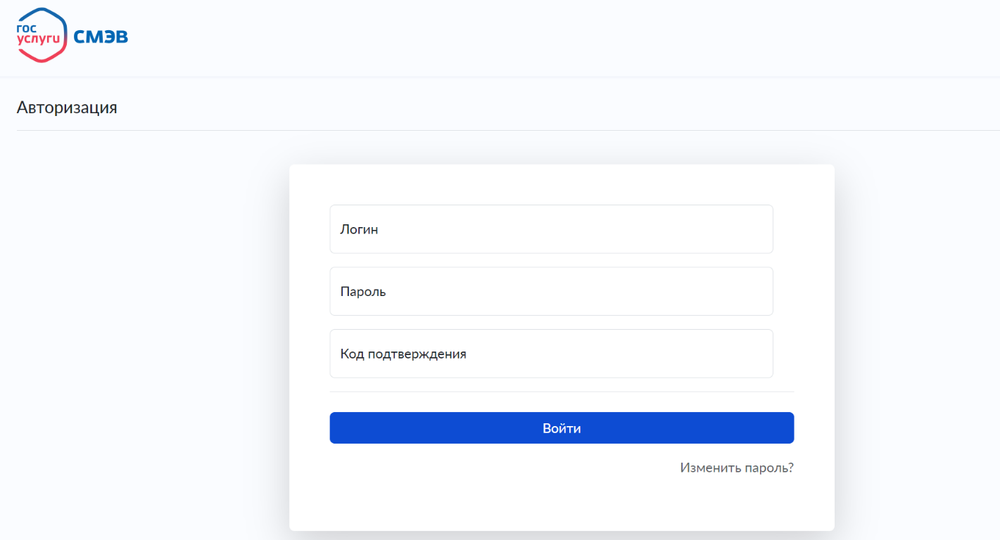 гос
услуги
СМЭВ
Авторизация
Логин
Пароль
Код подтверждения
Войти
Изменить пароль?